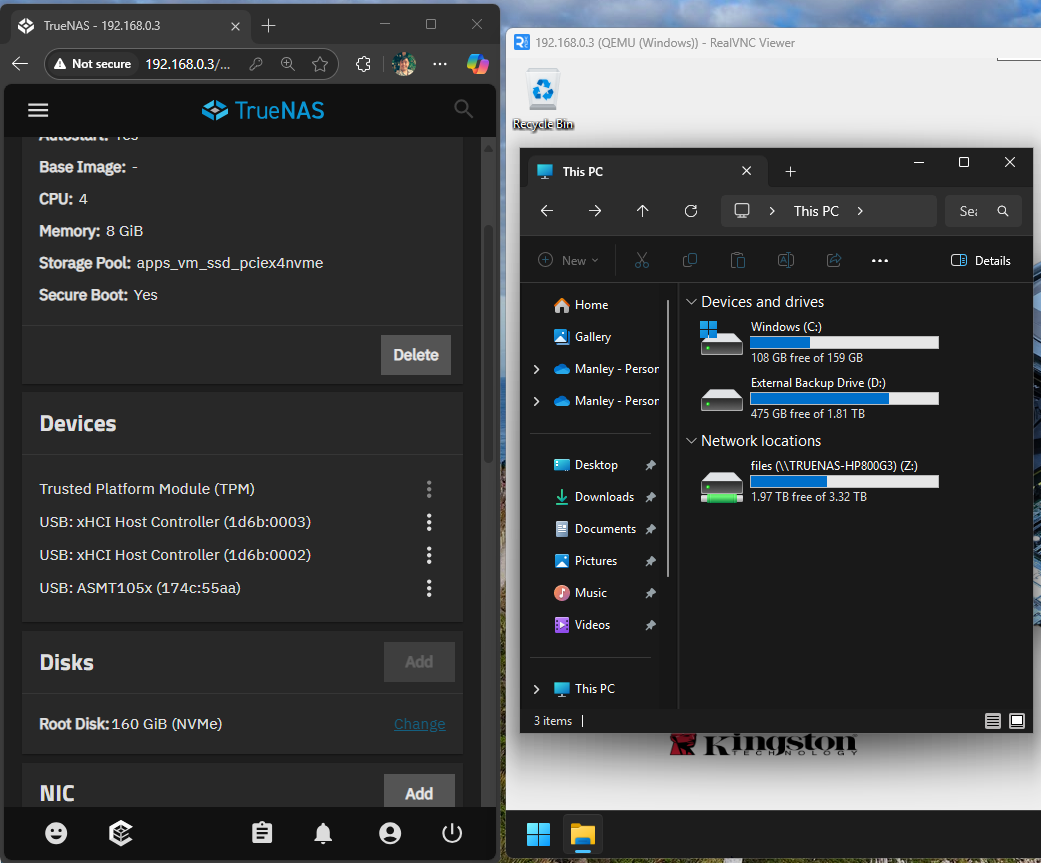 TrueNAS - 192.168.0.3
Not secure
192.168.0.3/...
TrueNAS
Autostart: Yes
Base Image: -
CPU: 4
Memory: 8 GiB
Storage Pool: apps_vm_ssd_pciex4nvme
Secure Boot: Yes
Delete
Devices
Trusted Platform Module (TPM)
USB: xHCI Host Controller (1d6b:0003)
USB: xHCI Host Controller (1d6b:0002)
USB: ASMT105x (174c:55aa)
Disks
Add
Root Disk: 160 GiB (NVMe)
Change
NIC
Add
192.168.0.3 (QEMU (Windows)) - RealVNC Viewer
Recycle Bin
This PC
This PC
Sea
New
Details
Home
Gallery
Manley - Person
Manley - Person
Desktop
Downloads
Documents
Pictures
Music
Videos
This PC
Devices and drives
Windows (C:)
108 GB free of 159 GB
External Backup Drive (D:)
475 GB free of 1.81 TB
Network locations
files (\\TRUENAS-HP800G3) (Z:)
1.97 TB free of 3.32 TB
3 items
Kingston
TECHNOLOGY